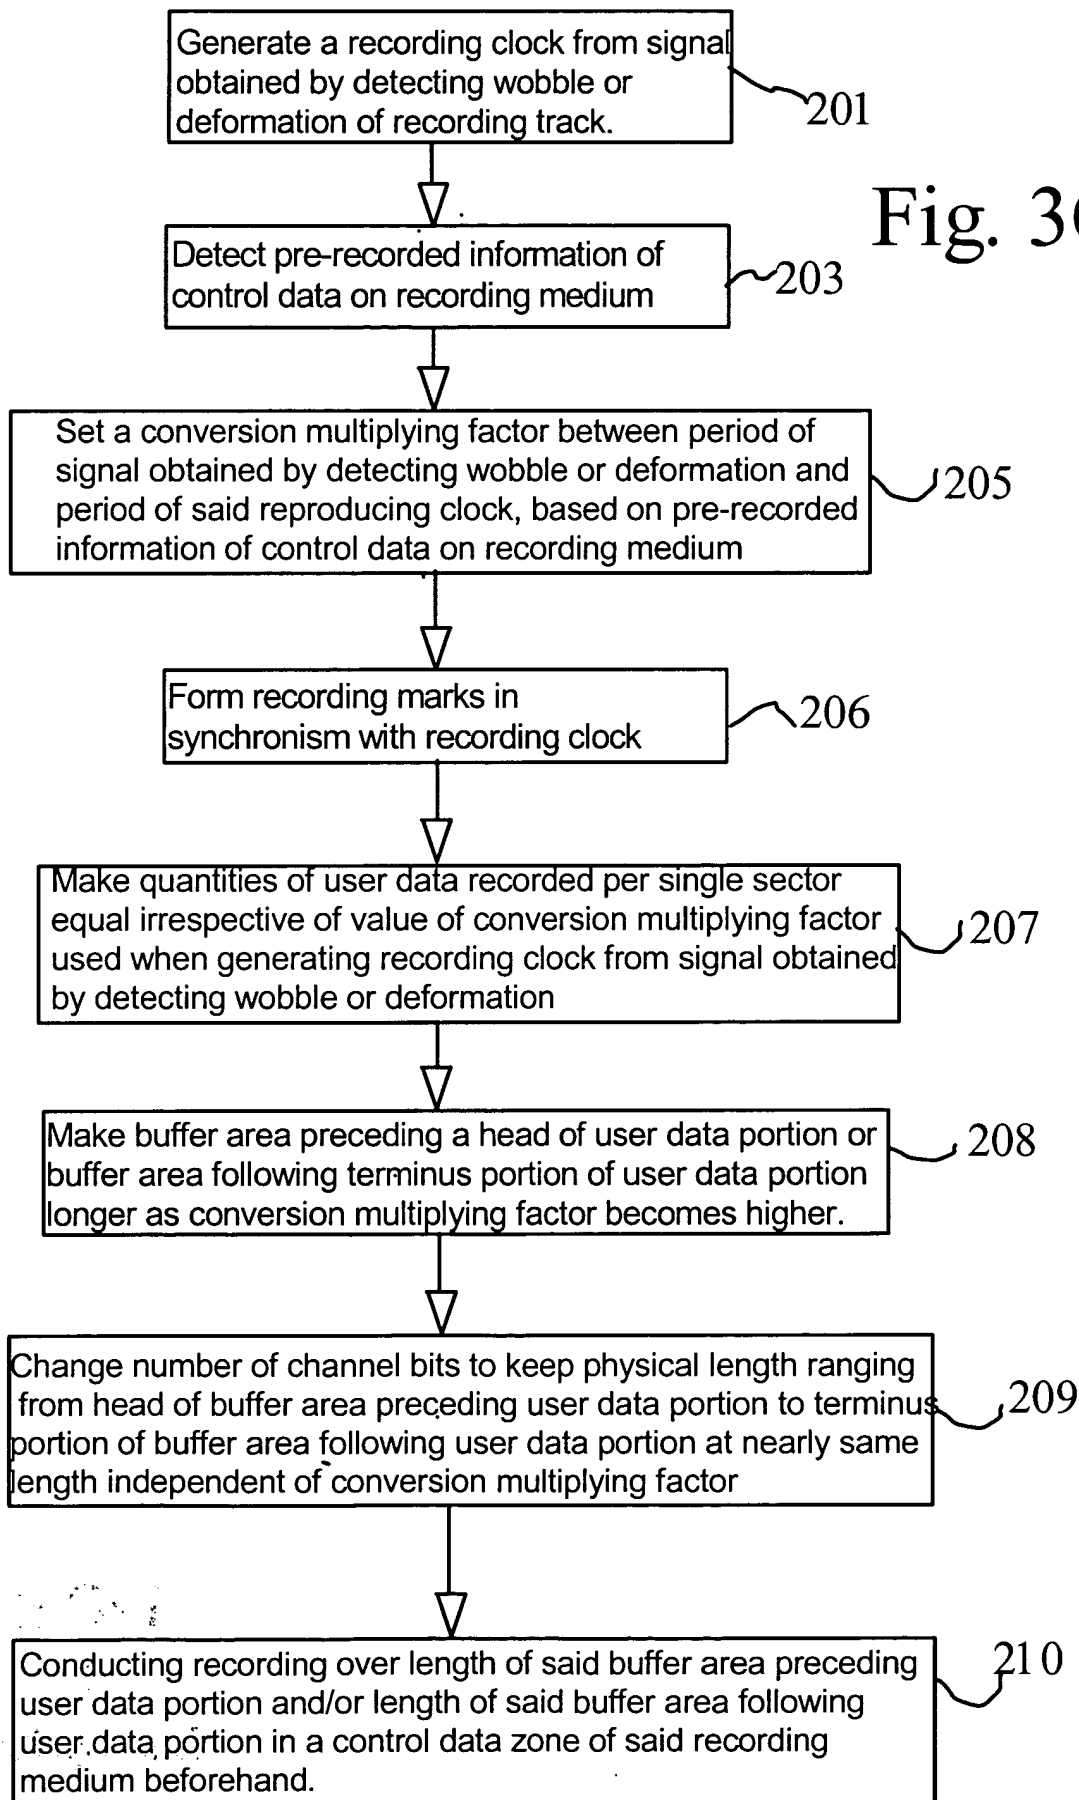 Generate a recording clock from signal
obtained by detecting wobble or
deformation of recording track.
201
Fig. 3
Detect pre-recorded information of
control data on recording medium
203
Set a conversion multiplying factor between period of
signal obtained by detecting wobble or deformation and
period of said reproducing clock, based on pre-recorded
information of control data on recording medium
205
Form recording marks in
synchronism with recording clock
206
Make quantities of user data recorded per single sector
equal irrespective of value of conversion multiplying factor
used when generating recording clock from signal obtained
by detecting wobble or deformation
207
Make buffer area preceding a head of user data portion or
buffer area following terminus portion of user data portion
longer as conversion multiplying factor becomes higher.
208
Change number of channel bits to keep physical length ranging
from head of buffer area preceding user data portion to terminus
portion of buffer area following user data portion at nearly same
length independent of conversion multiplying factor
209
Conducting recording over length of said buffer area preceding
user data portion and/or length of said buffer area following
user data portion in a control data zone of said recording
medium beforehand.
210